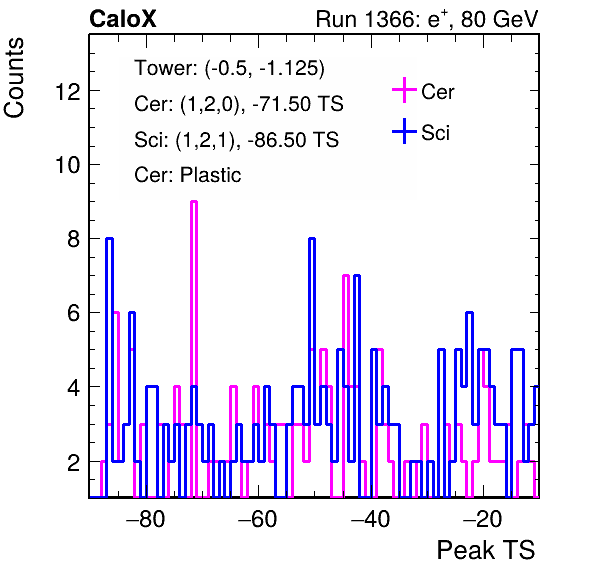 CaloX Run 1366: e⁺, 80 GeV
Counts
Tower: (-0.5, -1.125)
Cer: (1,2,0), -71.50 TS
Sci: (1,2,1), -86.50 TS
Cer: Plastic
Cer
Sci
12
10
8
6
4
2
−80 −60 −40 −20
Peak TS